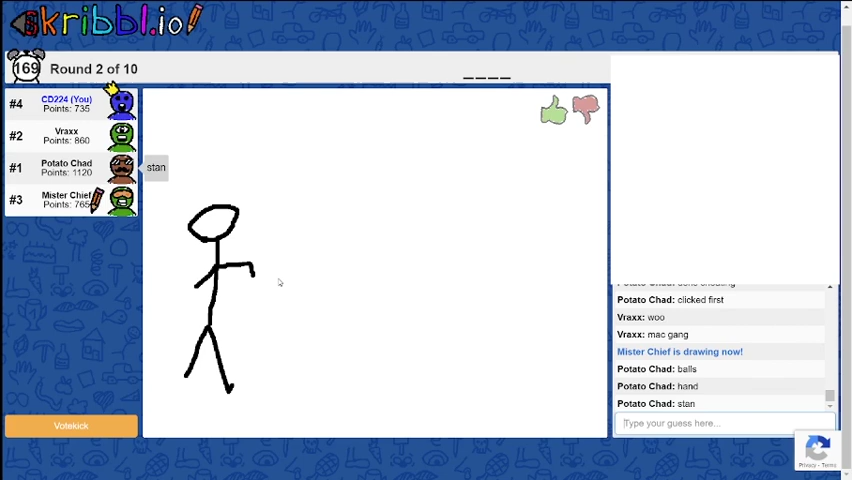 skribbl.io
169
Round 2 of 10
_ _ _ _
#4
CD224 (You)
Points: 735
#2
Vraxx
Points: 860
#1
Potato Chad
Points: 1120
stan
#3
Mister Chief
Points: 765
Potato Chad: clicked first
Vraxx: woo
Vraxx: mac gang
Mister Chief is drawing now!
Potato Chad: balls
Potato Chad: hand
Potato Chad: stan
Type your guess here...
Votekick
Privacy - Terms